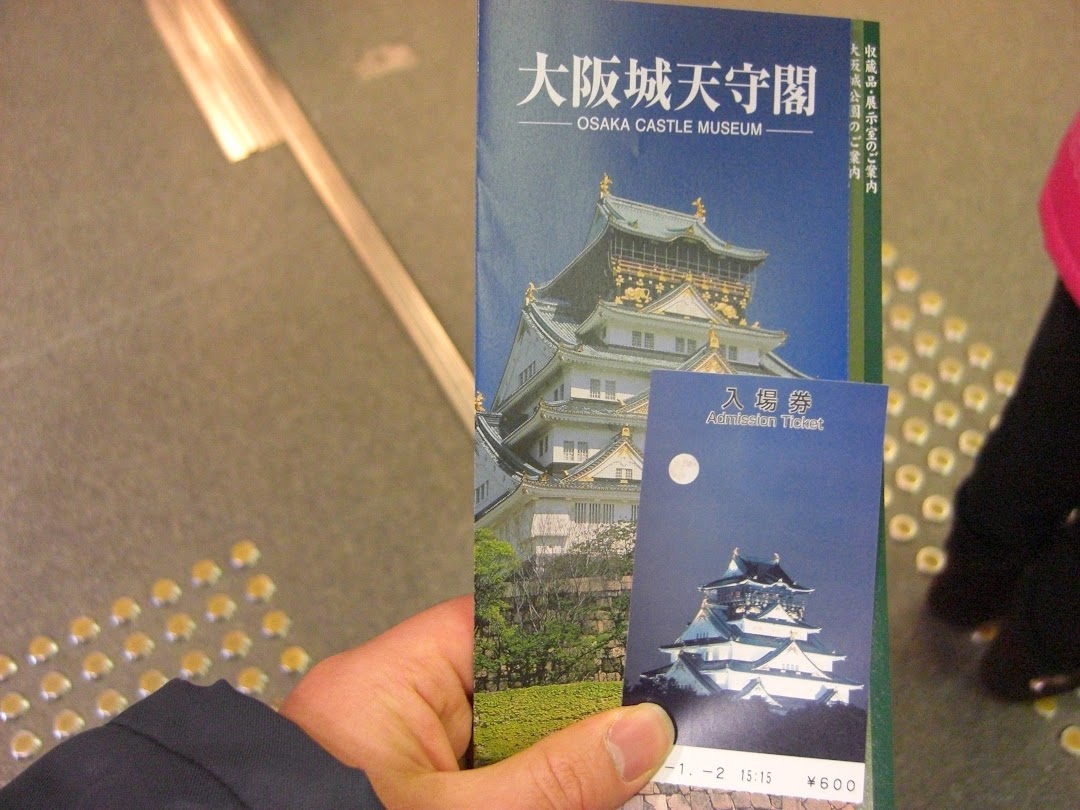 大阪城天守閣
OSAKA CASTLE MUSEUM
収蔵品・展示室のご案内
大阪城公園のご案内
入場券
Admission Ticket
-1.-2 15:15 ¥600